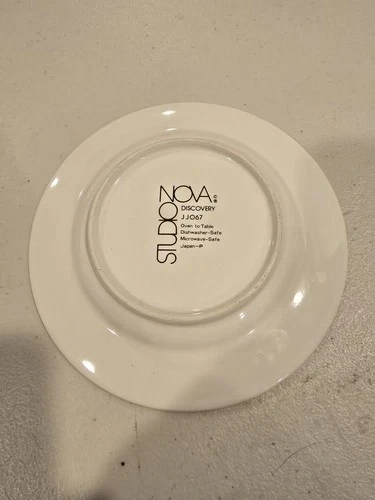 STUDIO
NOVA ©®
DISCOVERY
JJ067
Oven to Table
Dishwasher-Safe
Microwave-Safe
Japan-P